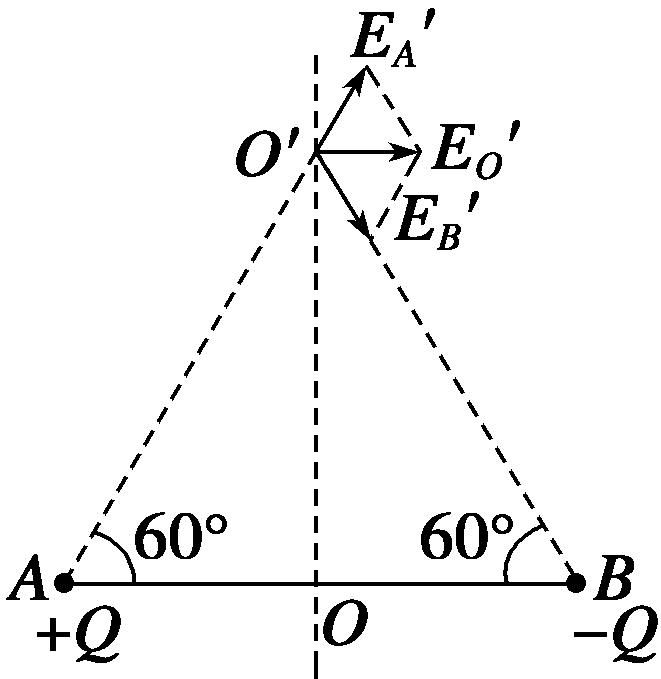 E_A′
O′ E_O′
E_B′
60° 60°
A B
+Q O −Q